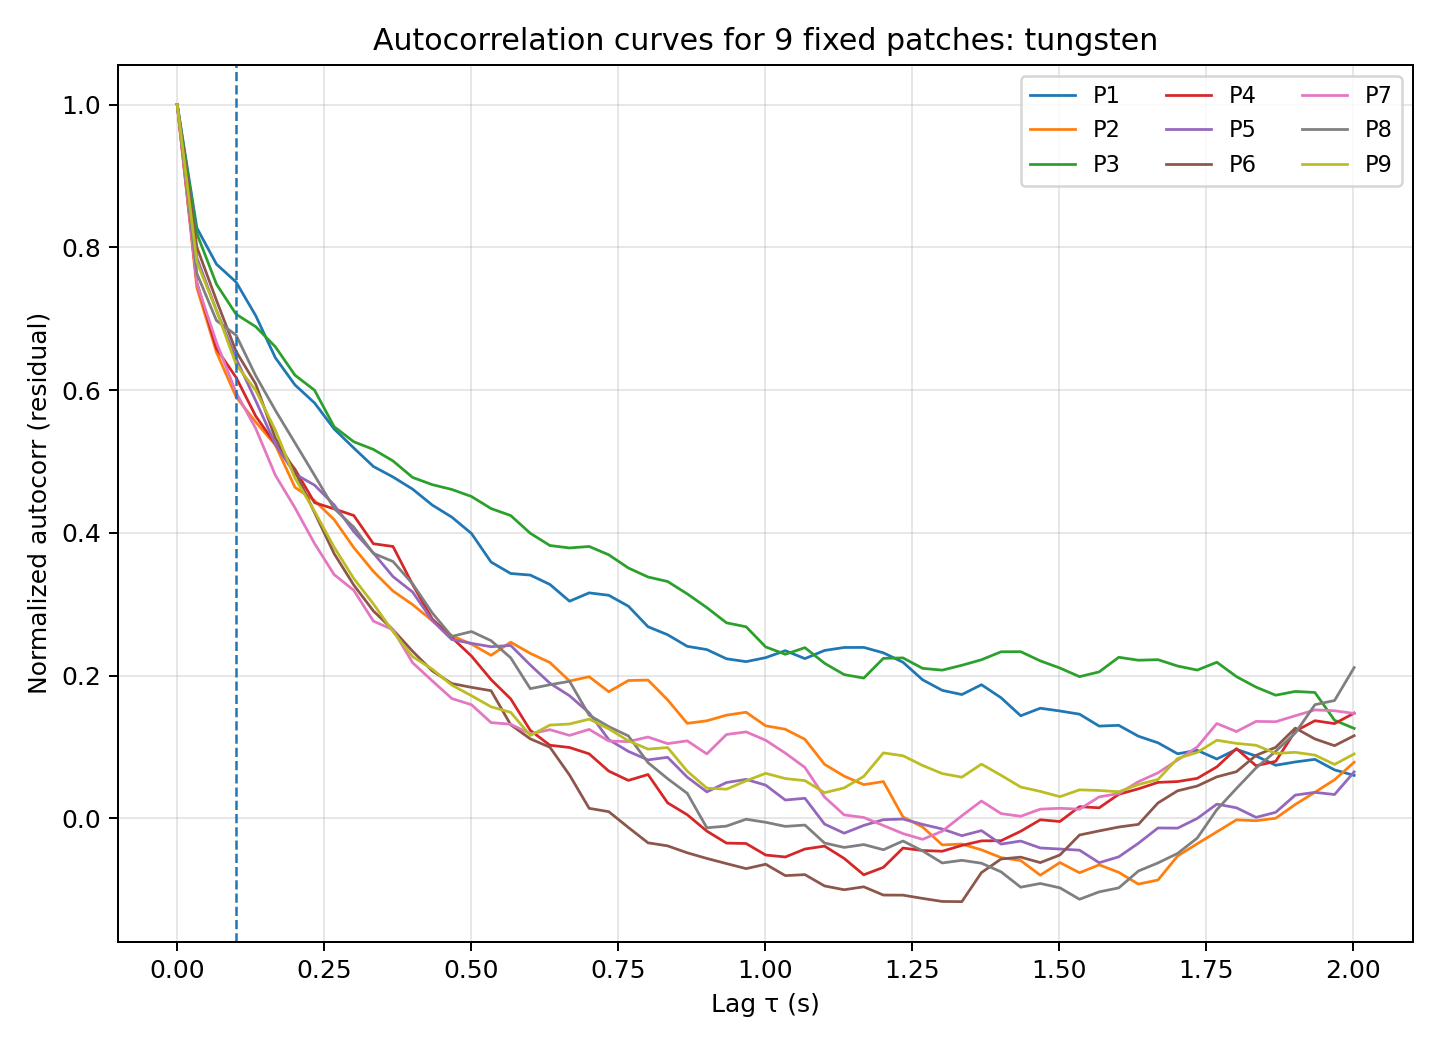 Autocorrelation curves for 9 fixed patches: tungsten
Normalized autocorr (residual)
1.0
0.8
0.6
0.4
0.2
0.0
P1 P4 P7
P2 P5 P8
P3 P6 P9
0.00 0.25 0.50 0.75 1.00 1.25 1.50 1.75 2.00
Lag τ (s)